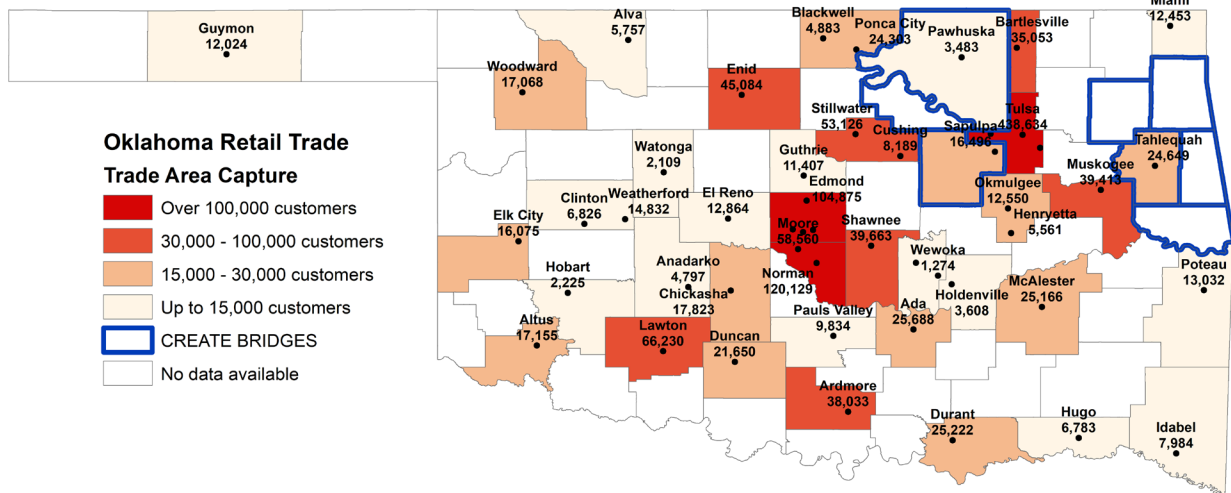 Oklahoma Retail Trade
Trade Area Capture
Over 100,000 customers
30,000 - 100,000 customers
15,000 - 30,000 customers
Up to 15,000 customers
CREATE BRIDGES
No data available
Guymon
12,024
Alva
5,757
Blackwell
4,883
Ponca City
24,303
Pawhuska
3,483
Bartlesville
35,053
Miami
12,453
Woodward
17,068
Enid
45,084
Stillwater
53,126
Cushing
8,189
Sapulpa
16,496
Tulsa
438,634
Tahlequah
24,649
Muskogee
39,413
Watonga
2,109
Guthrie
11,407
Edmond
104,875
Okmulgee
12,550
Henryetta
5,561
Clinton
6,826
Weatherford
14,832
El Reno
12,864
Elk City
16,075
Moore
58,560
Shawnee
39,663
Wewoka
1,274
Hobart
2,225
Anadarko
4,797
Chickasha
17,823
Norman
120,129
Holdenville
3,608
McAlester
25,166
Poteau
13,032
Altus
17,155
Lawton
66,230
Duncan
21,650
Pauls Valley
9,834
Ada
25,688
Ardmore
38,033
Durant
25,222
Hugo
6,783
Idabel
7,984